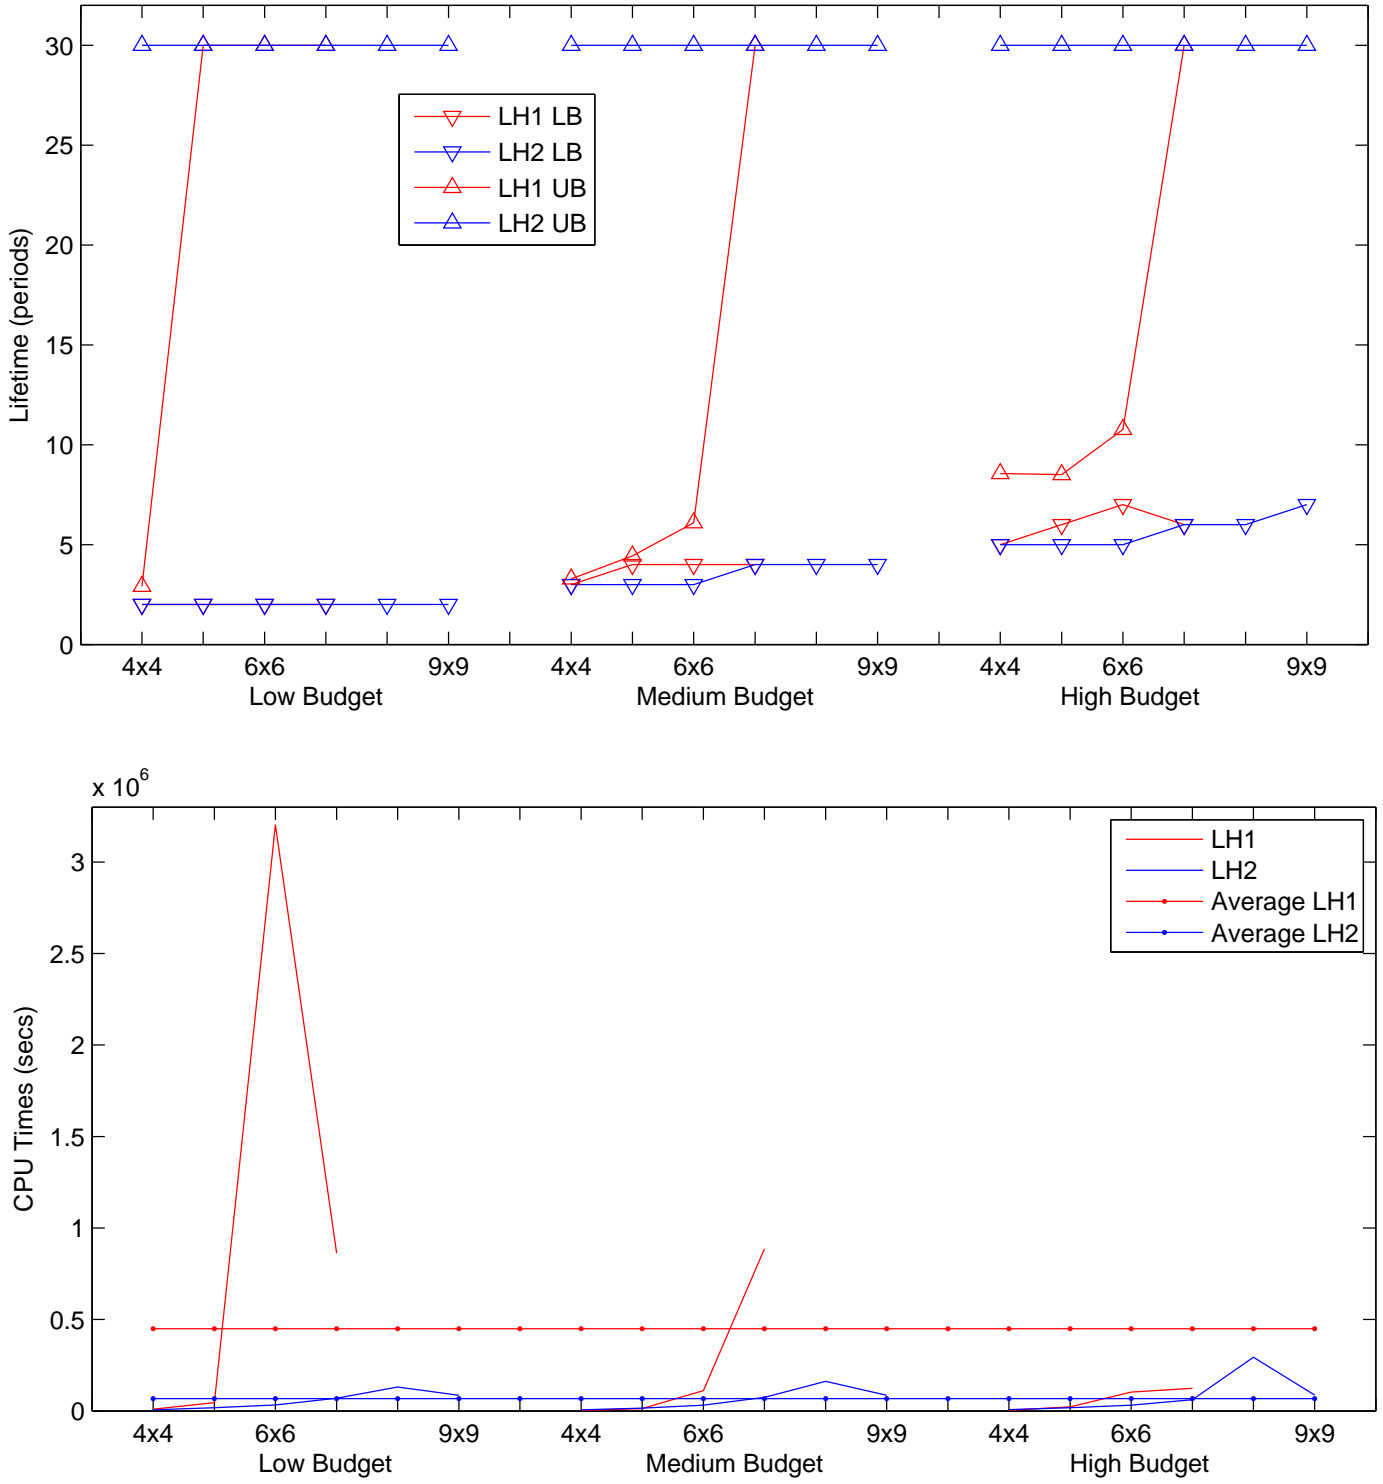 30
25
20
15
10
5
0
Lifetime (periods)
LH1 LB
LH2 LB
LH1 UB
LH2 UB
4x4 6x6 9x9 4x4 6x6 9x9 4x4 6x6 9x9
Low Budget Medium Budget High Budget
x 10^6
3
2.5
2
1.5
1
0.5
0
CPU Times (secs)
LH1
LH2
Average LH1
Average LH2
4x4 6x6 9x9 4x4 6x6 9x9 4x4 6x6 9x9
Low Budget Medium Budget High Budget